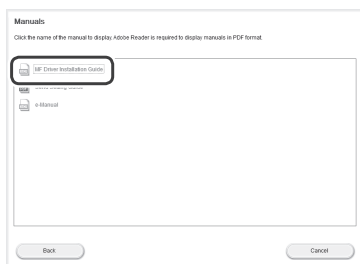 Manuals
Click the name of the manual to display. Adobe Reader is required to display manuals in PDF format.
MF Driver Installation Guide
e-Manual
Back
Cancel